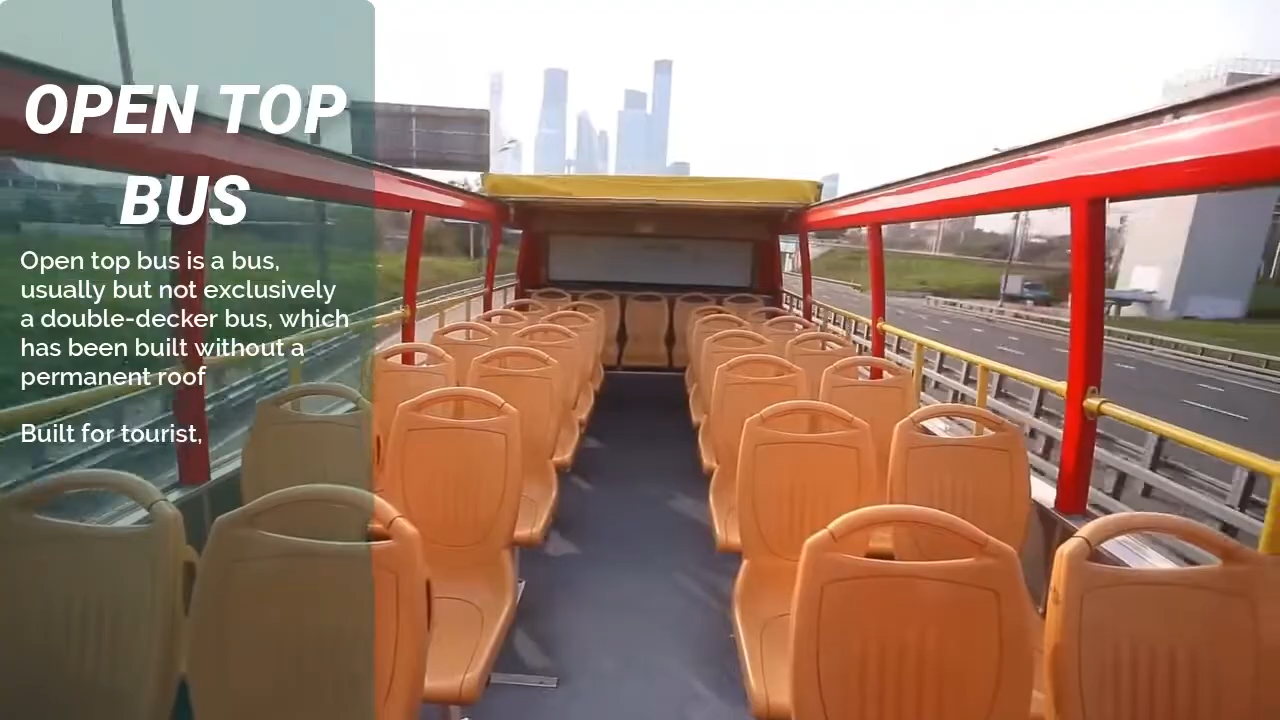 OPEN TOP
BUS
Open top bus is a bus,
usually but not exclusively
a double-decker bus, which
has been built without a
permanent roof
Built for tourist,